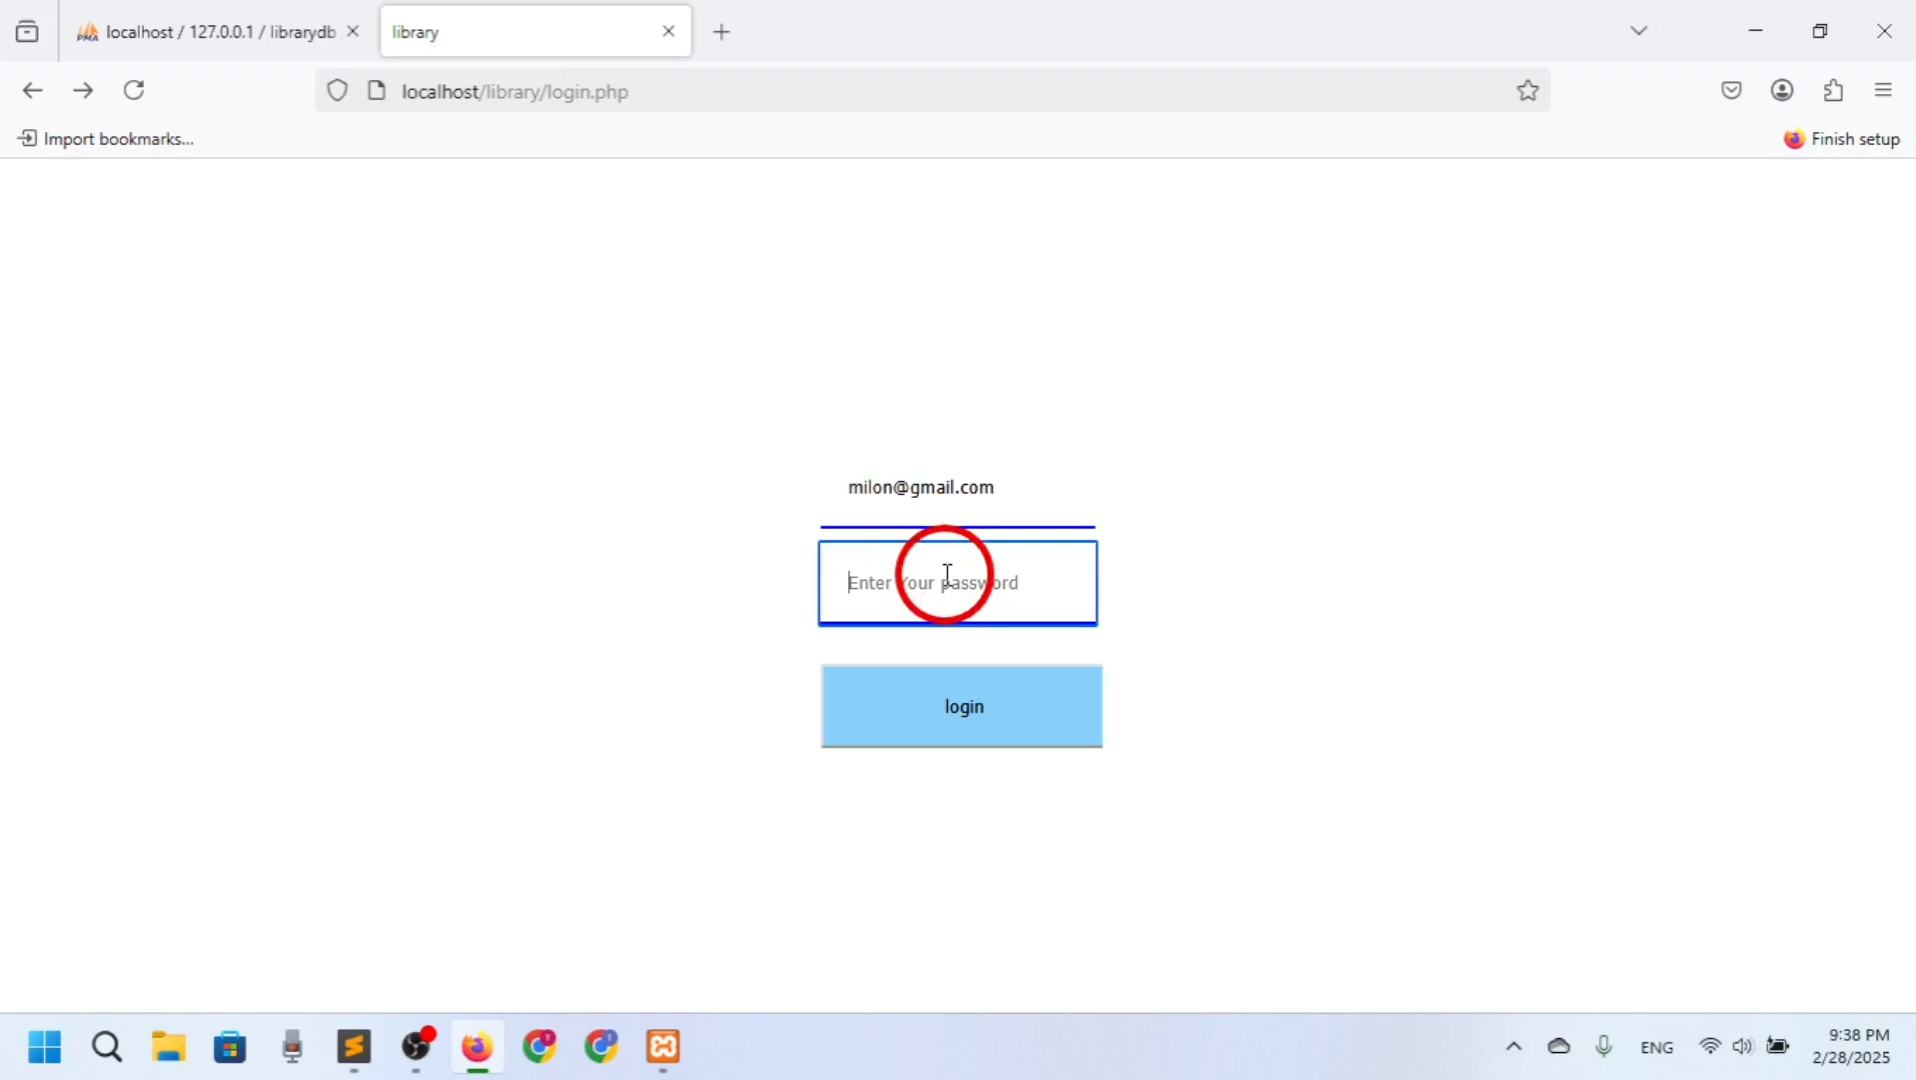 PMA localhost / 127.0.0.1 / librarydb
library
localhost/library/login.php
Import bookmarks...
Finish setup
milon@gmail.com
Enter Your password
login
ENG
9:38 PM
2/28/2025